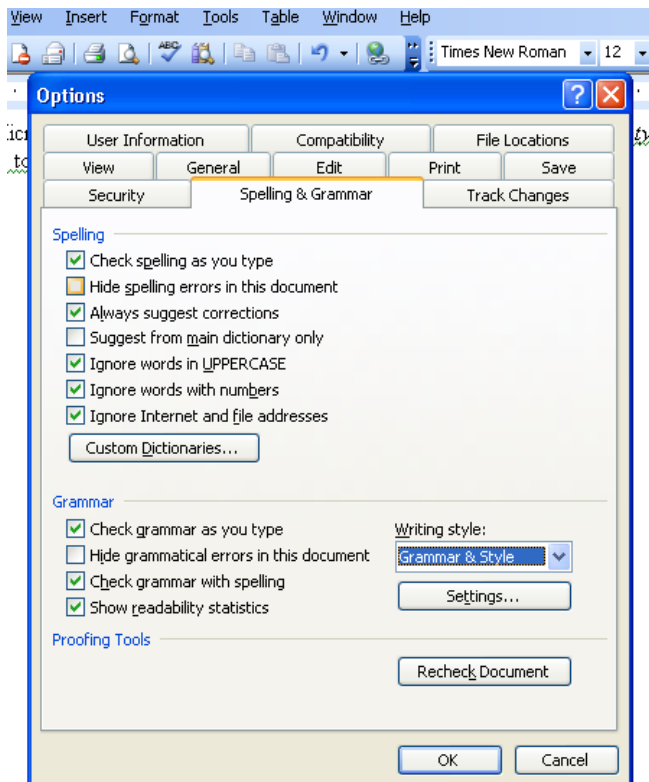 View Insert Format Tools Table Window Help
ABC Times New Roman 12
Options
User Information Compatibility File Locations
View General Edit Print Save
Security Spelling & Grammar Track Changes
Spelling
Check spelling as you type
Hide spelling errors in this document
Always suggest corrections
Suggest from main dictionary only
Ignore words in UPPERCASE
Ignore words with numbers
Ignore Internet and file addresses
Custom Dictionaries...
Grammar
Check grammar as you type Writing style:
Hide grammatical errors in this document Grammar & Style
Check grammar with spelling
Show readability statistics Settings...
Proofing Tools
Recheck Document
OK Cancel